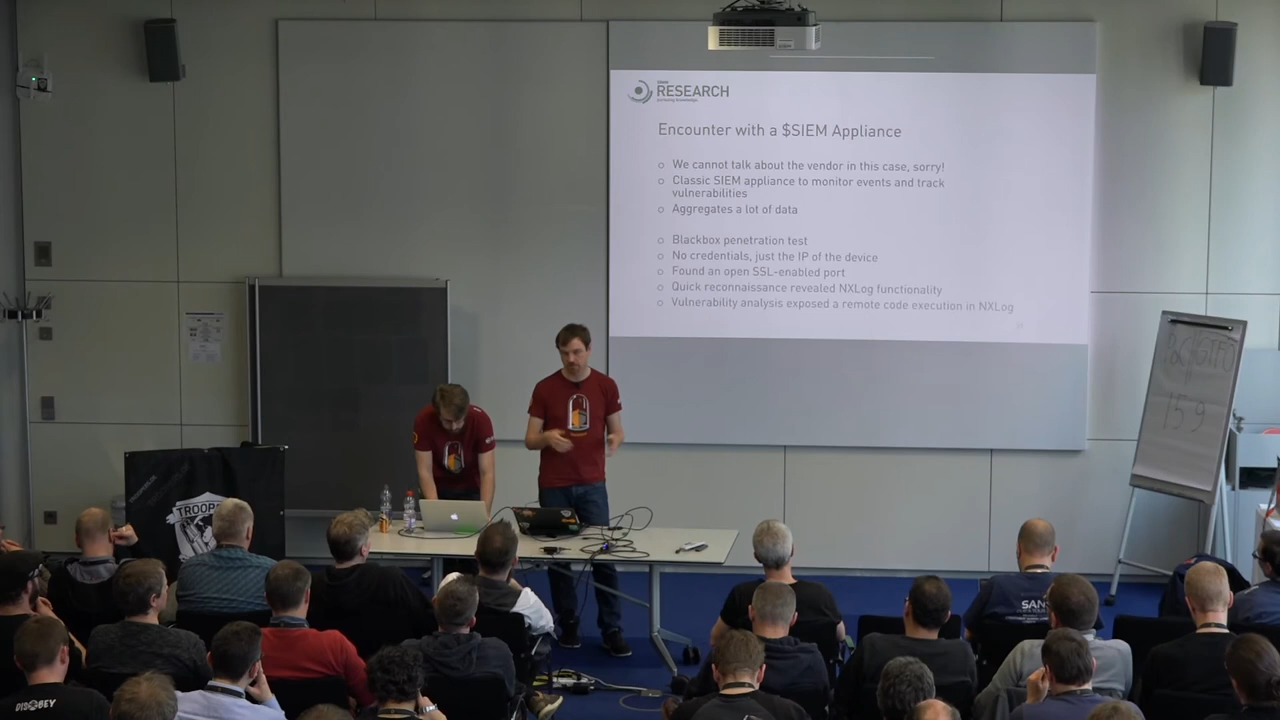 RESEARCH
Encounter with a $SIEM Appliance
We cannot talk about the vendor in this case, sorry!
Classic SIEM appliance to monitor events and track
vulnerabilities
Aggregates a lot of data
Blackbox penetration test
No credentials, just the IP of the device
Found an open SSL-enabled port
Quick reconnaissance revealed NXLog functionality
Vulnerability analysis exposed a remote code execution in NXLog
15 9
TROOP
SANS
DISOBEY